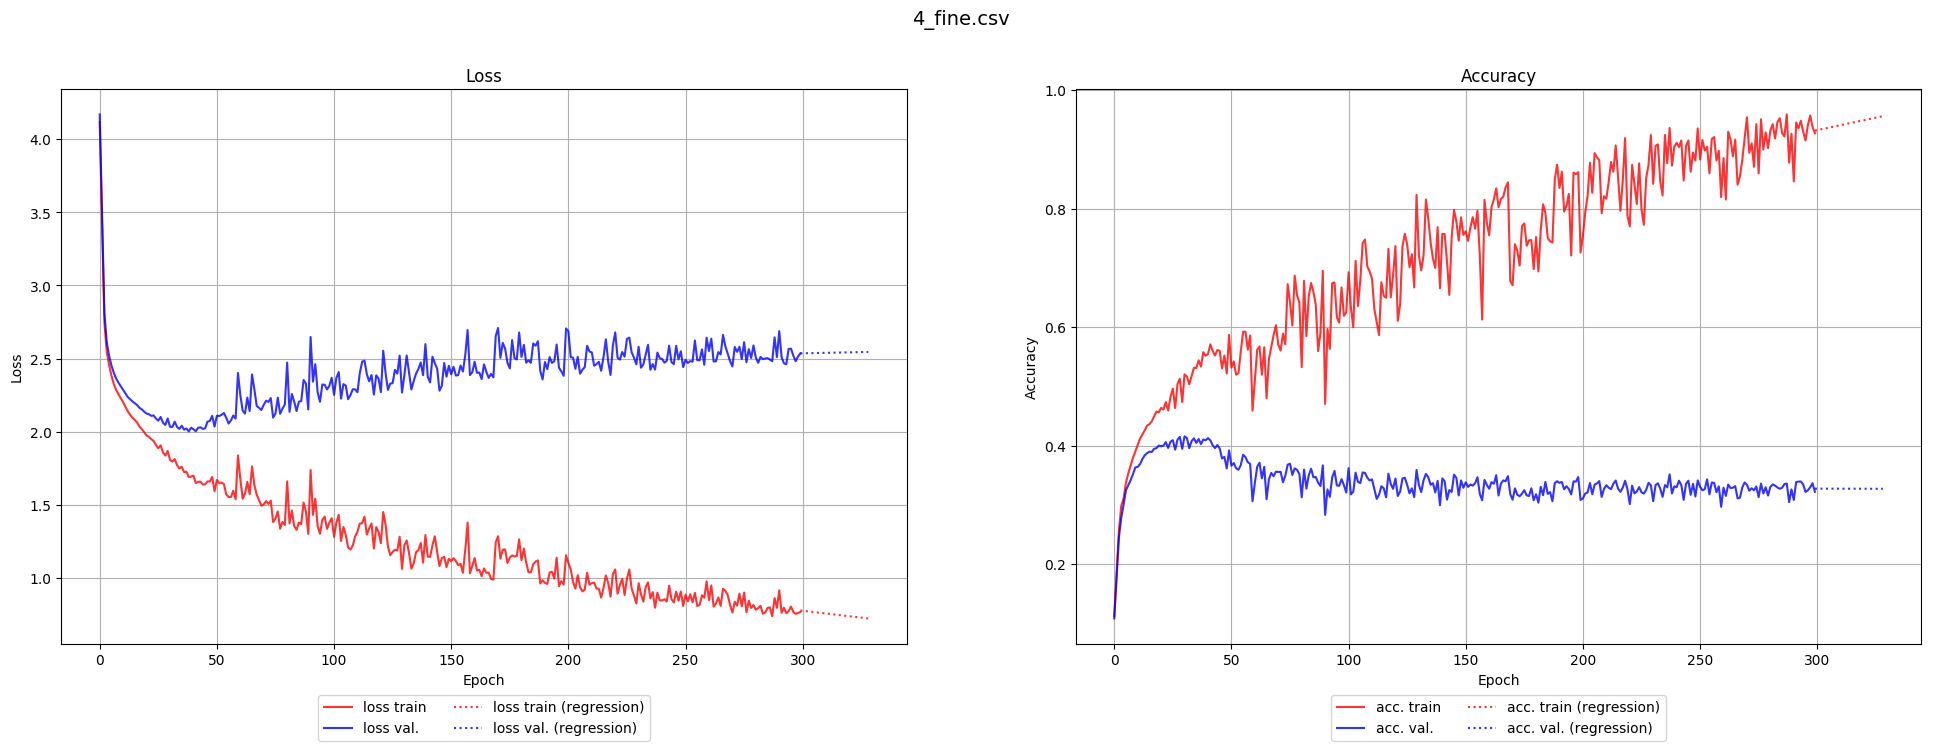 4_fine.csv
Loss
Loss
4.0
3.5
3.0
2.5
2.0
1.5
1.0
0 50 100 150 200 250 300
Epoch
loss train
loss val.
loss train (regression)
loss val. (regression)
Accuracy
Accuracy
1.0
0.8
0.6
0.4
0.2
0 50 100 150 200 250 300
Epoch
acc. train
acc. val.
acc. train (regression)
acc. val. (regression)